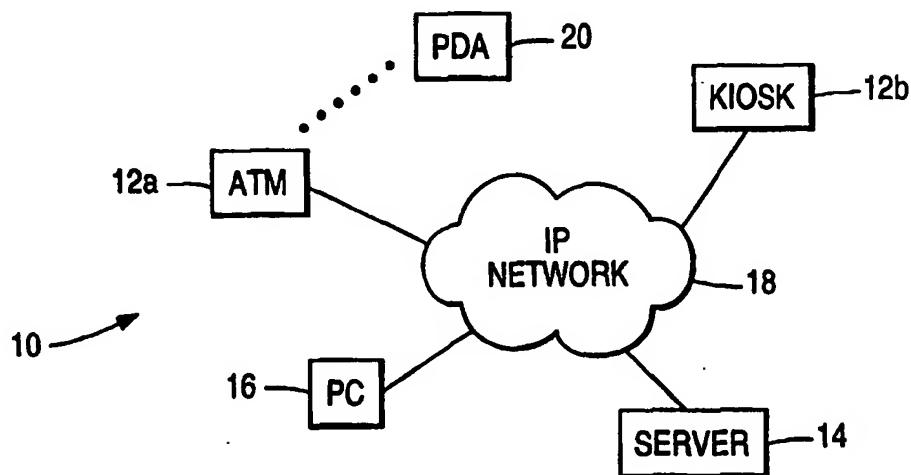 PDA 20
KIOSK 12b
12a ATM
IP
NETWORK
18
10
16 PC
SERVER 14